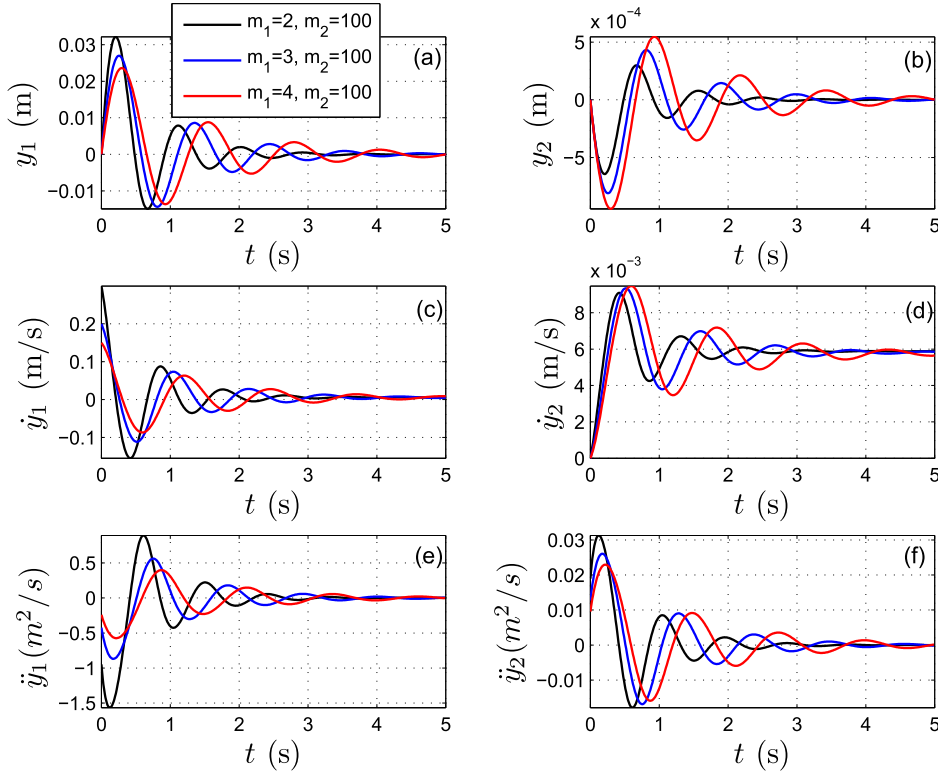 m₁=2, m₂=100
m₁=3, m₂=100
m₁=4, m₂=100
(a)
y₁ (m)
0.03
0.02
0.01
0
−0.01
0 1 2 3 4 5
t (s)
x 10⁻⁴
(b)
y₂ (m)
5
0
−5
0 1 2 3 4 5
t (s)
(c)
ẏ₁ (m/s)
0.2
0.1
0
−0.1
0 1 2 3 4 5
t (s)
x 10⁻³
(d)
ẏ₂ (m/s)
8
6
4
2
0
0 1 2 3 4 5
t (s)
(e)
ÿ₁(m²/s)
0.5
0
−0.5
−1
−1.5
0 1 2 3 4 5
t (s)
(f)
ÿ₂(m²/s)
0.03
0.02
0.01
0
−0.01
0 1 2 3 4 5
t (s)